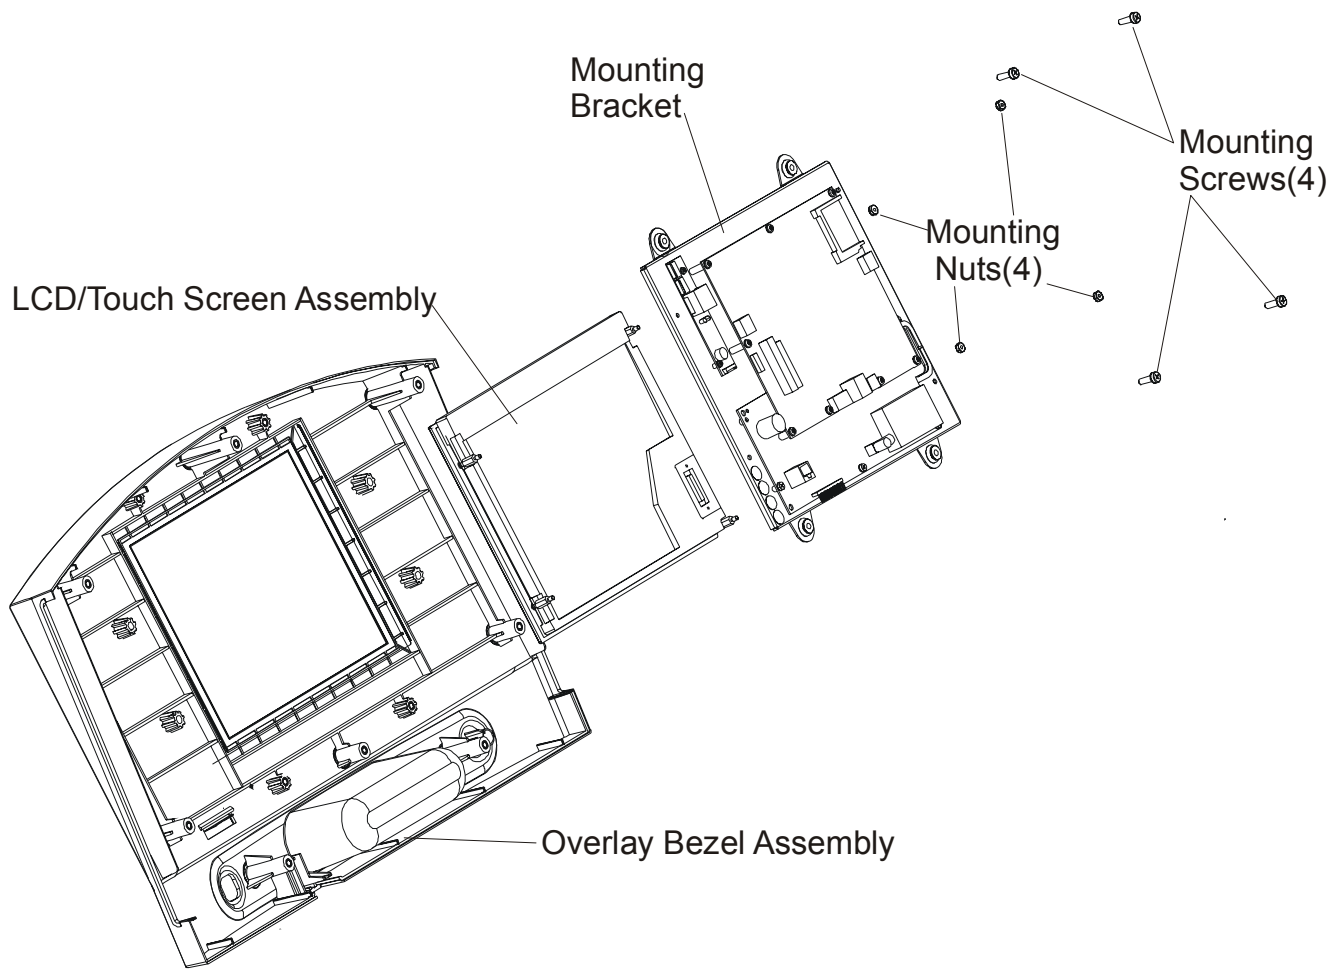 Mounting
Bracket
Mounting
Screws(4)
Mounting
Nuts(4)
LCD/Touch Screen Assembly
Overlay Bezel Assembly